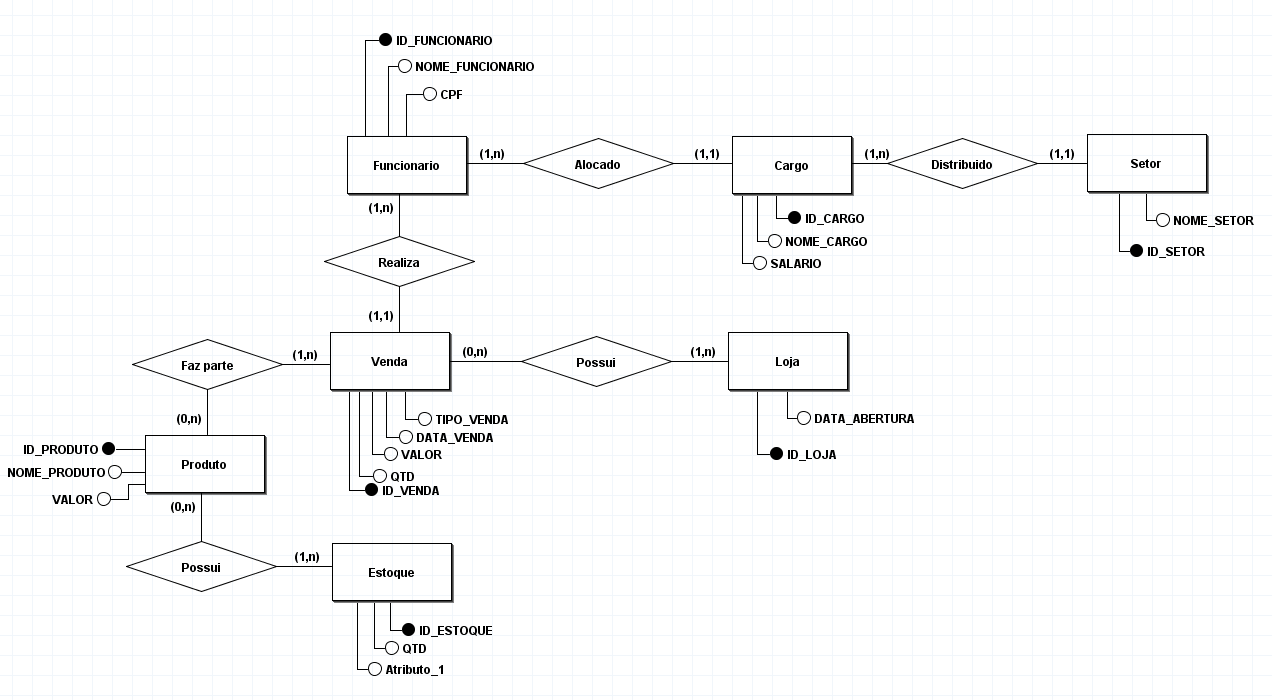 ID_FUNCIONARIO
NOME_FUNCIONARIO
CPF
Funcionario
(1,n)
Alocado
(1,1)
Cargo
(1,n)
Distribuido
(1,1)
Setor
(1,n)
ID_CARGO
NOME_CARGO
SALARIO
NOME_SETOR
ID_SETOR
Realiza
(1,1)
Faz parte
(1,n)
Venda
(0,n)
Possui
(1,n)
Loja
(0,n)
TIPO_VENDA
DATA_VENDA
VALOR
QTD
ID_VENDA
DATA_ABERTURA
ID_LOJA
ID_PRODUTO
NOME_PRODUTO
VALOR
Produto
(0,n)
Possui
(1,n)
Estoque
ID_ESTOQUE
QTD
Atributo_1